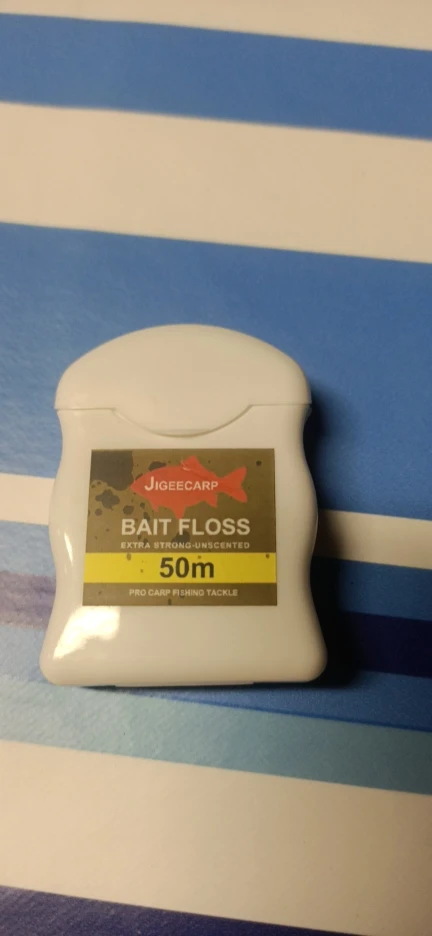 JIGEECARP
BAIT FLOSS
EXTRA STRONG-UNSCENTED
50m
PRO CARP FISHING TACKLE